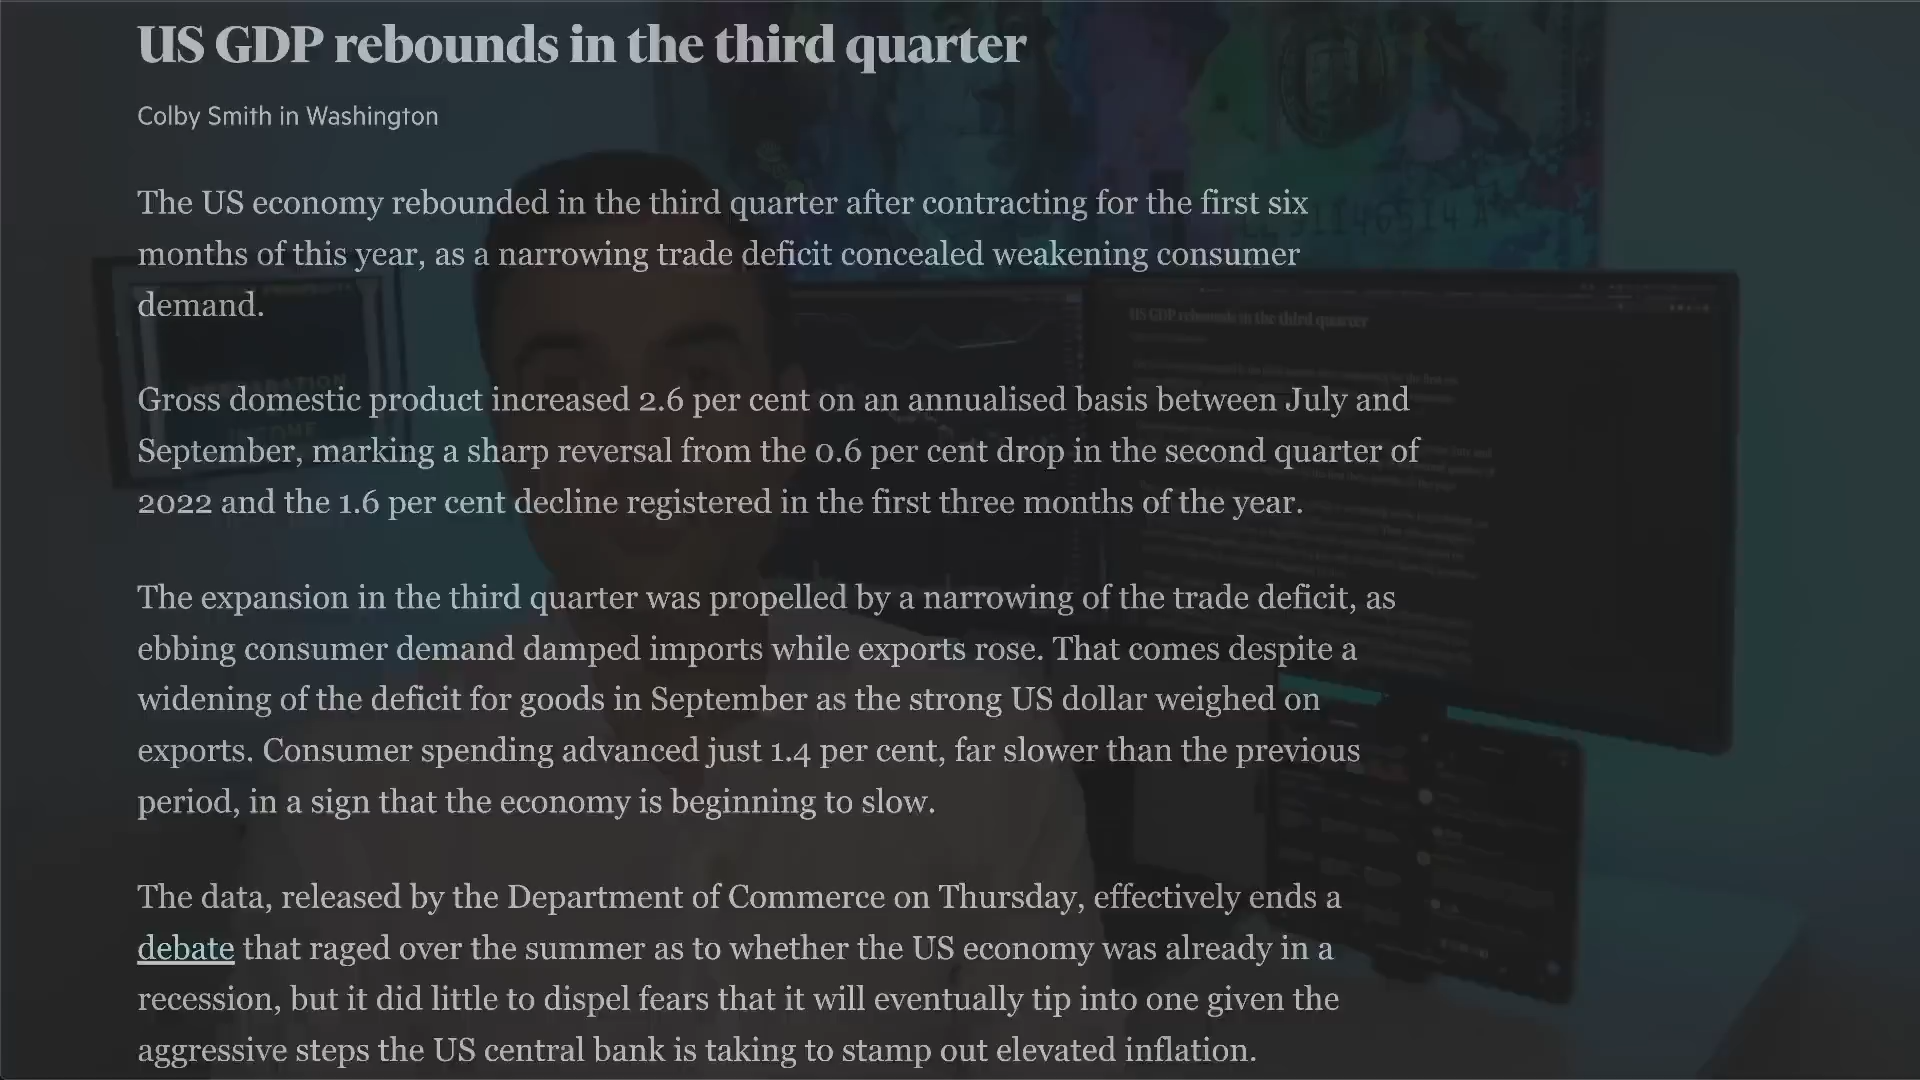 US GDP rebounds in the third quarter
Colby Smith in Washington
The US economy rebounded in the third quarter after contracting for the first six
months of this year, as a narrowing trade deficit concealed weakening consumer
demand.
Gross domestic product increased 2.6 per cent on an annualised basis between July and
September, marking a sharp reversal from the 0.6 per cent drop in the second quarter of
2022 and the 1.6 per cent decline registered in the first three months of the year.
The expansion in the third quarter was propelled by a narrowing of the trade deficit, as
ebbing consumer demand damped imports while exports rose. That comes despite a
widening of the deficit for goods in September as the strong US dollar weighed on
exports. Consumer spending advanced just 1.4 per cent, far slower than the previous
period, in a sign that the economy is beginning to slow.
The data, released by the Department of Commerce on Thursday, effectively ends a
debate that raged over the summer as to whether the US economy was already in a
recession, but it did little to dispel fears that it will eventually tip into one given the
aggressive steps the US central bank is taking to stamp out elevated inflation.
US GDP rebounds in the third quarter
INCOME